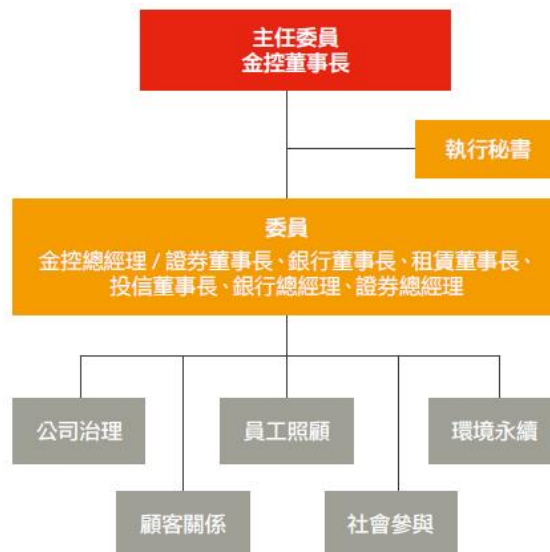 主任委員
金控董事長
執行秘書
委員
金控總經理 / 證券董事長、銀行董事長、租賃董事長、
投信董事長、銀行總經理、證券總經理
公司治理
員工照顧
環境永續
顧客關係
社會參與